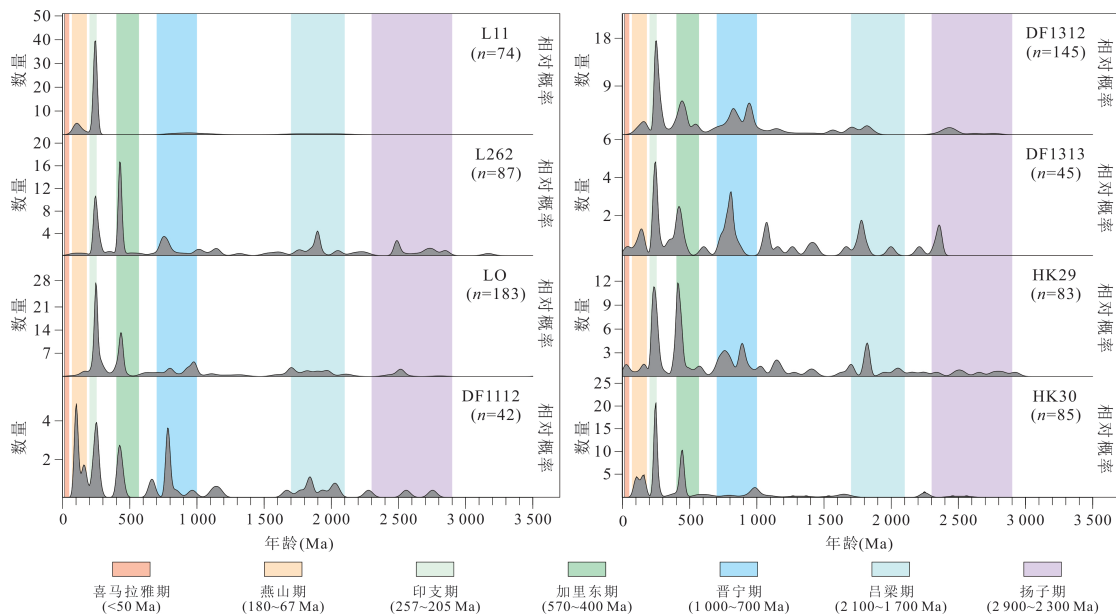 50
40
30
20
10
数量
L11
(n=74)
相对概率
20
16
12
8
4
数量
L262
(n=87)
相对概率
28
21
14
7
数量
LO
(n=183)
相对概率
4
2
数量
DF1112
(n=42)
相对概率
0 500 1 000 1 500 2 000 2 500 3 000 3 500
年龄(Ma)
18
9
数量
DF1312
(n=145)
相对概率
6
4
2
数量
DF1313
(n=45)
相对概率
12
9
6
3
数量
HK29
(n=83)
相对概率
25
20
15
10
5
数量
HK30
(n=85)
相对概率
0 500 1 000 1 500 2 000 2 500 3 000 3 500
年龄(Ma)
喜马拉雅期
(<50 Ma)
燕山期
(180~67 Ma)
印支期
(257~205 Ma)
加里东期
(570~400 Ma)
晋宁期
(1 000~700 Ma)
吕梁期
(2 100~1 700 Ma)
扬子期
(2 900~2 300 Ma)